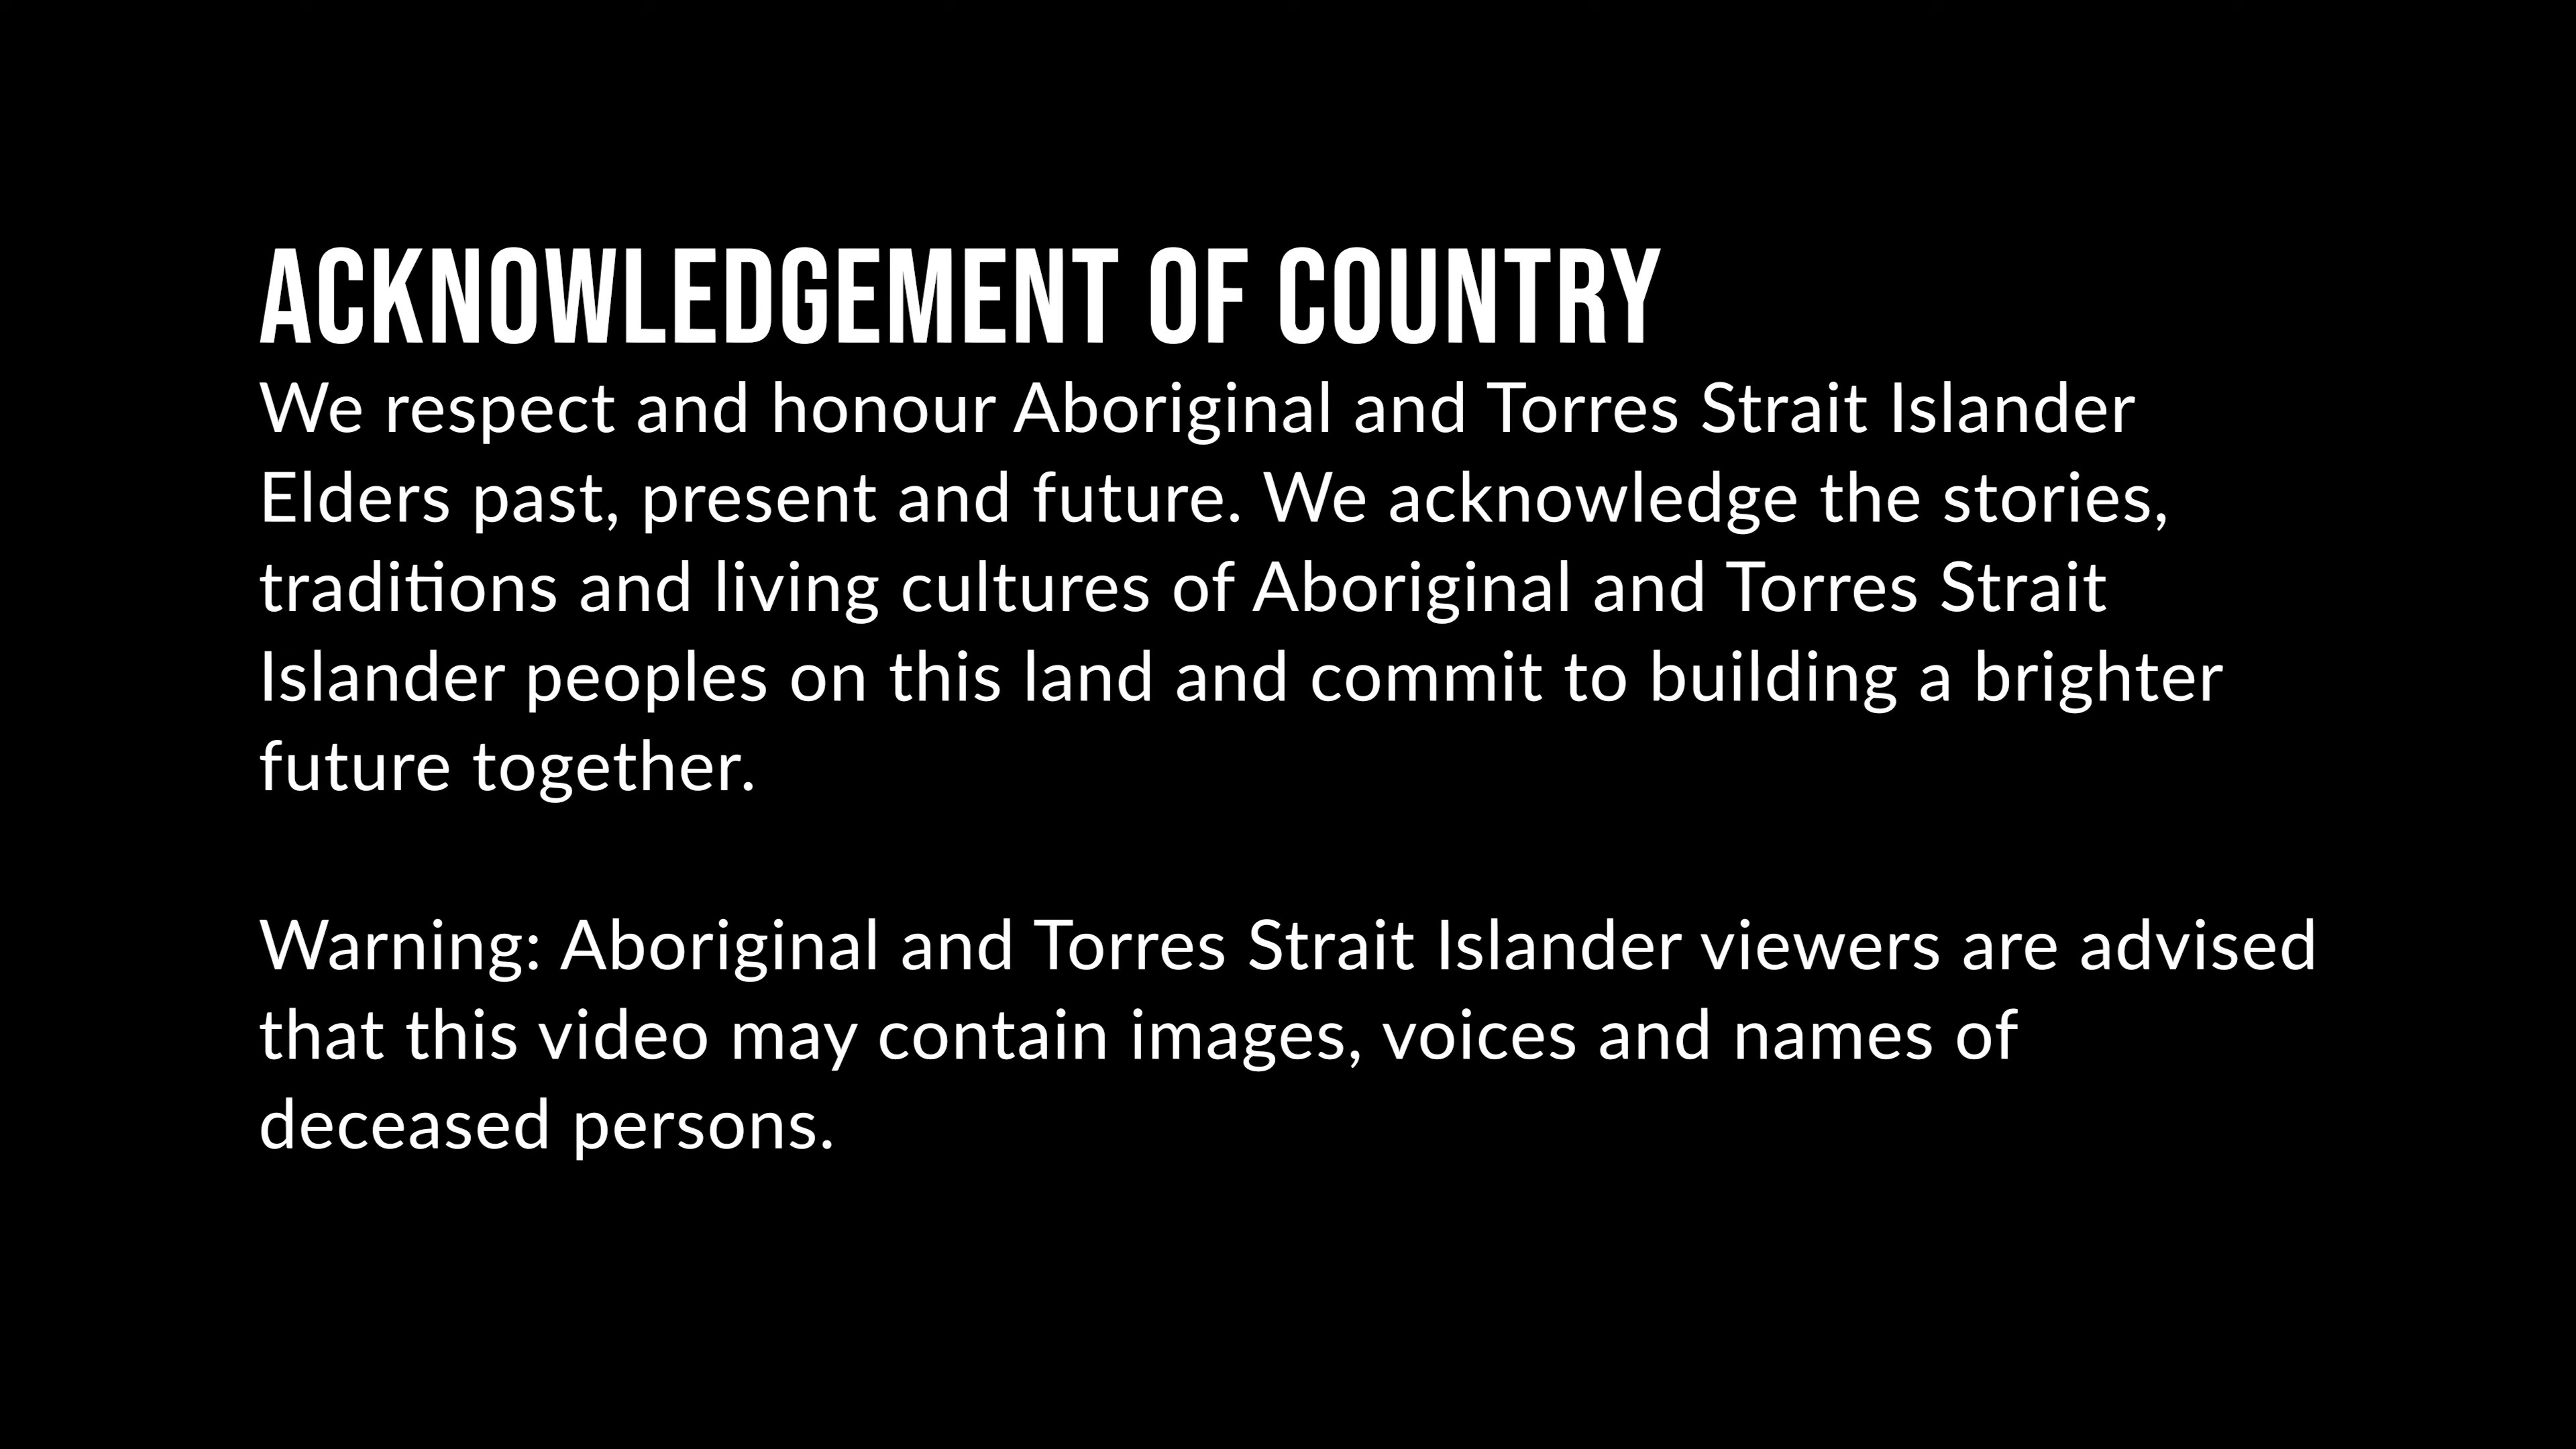 ACKNOWLEDGEMENT OF COUNTRY
We respect and honour Aboriginal and Torres Strait Islander
Elders past, present and future. We acknowledge the stories,
traditions and living cultures of Aboriginal and Torres Strait
Islander peoples on this land and commit to building a brighter
future together.
Warning: Aboriginal and Torres Strait Islander viewers are advised
that this video may contain images, voices and names of
deceased persons.